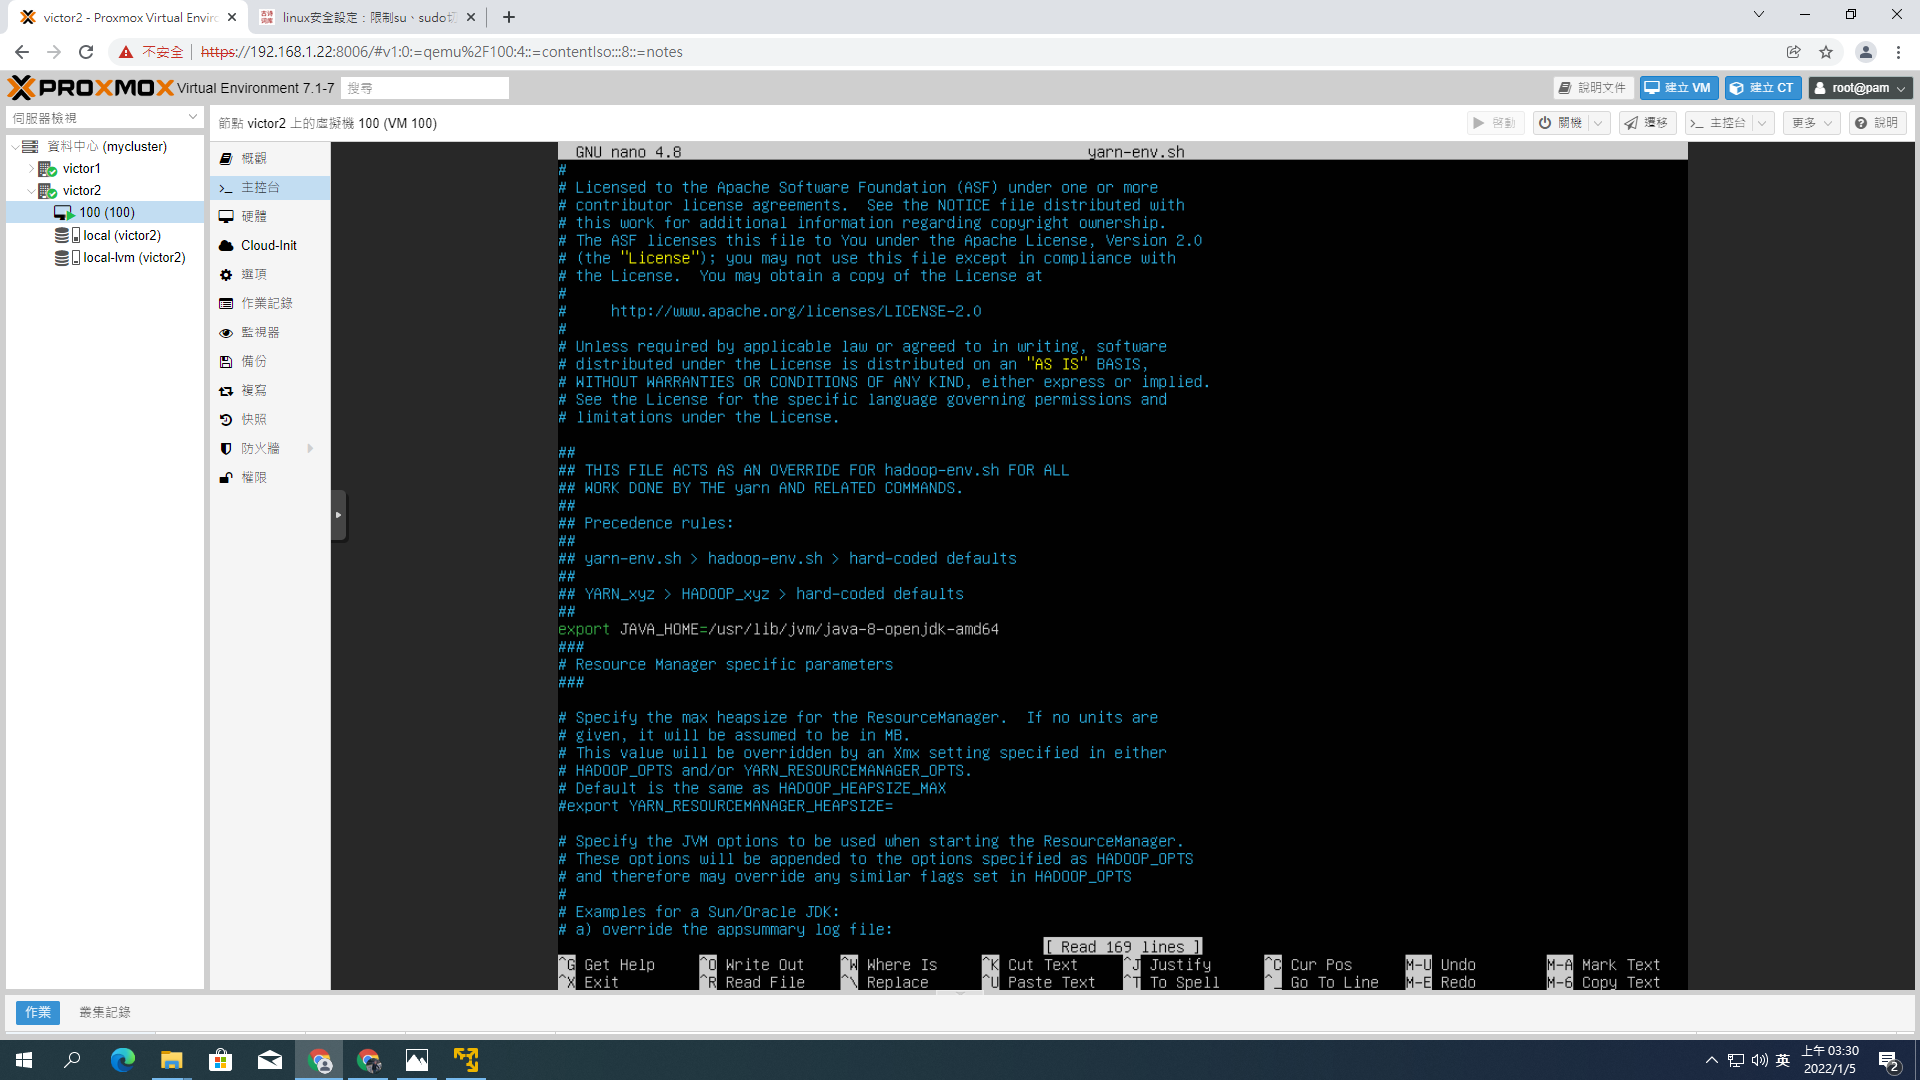 victor2 - Proxmox Virtual Enviro
linux安全設定：限制su、sudo切
不安全
https://192.168.1.22:8006/#v1:0:=qemu%2F100:4::=contentIso:::8::=notes
PROXMOX Virtual Environment 7.1-7
搜尋
說明文件
建立 VM
建立 CT
root@pam
伺服器檢視
節點 victor2 上的虛擬機 100 (VM 100)
啓動
關機
遷移
主控台
更多
說明
資料中心 (mycluster)
victor1
victor2
100 (100)
local (victor2)
local-lvm (victor2)
概觀
主控台
硬體
Cloud-Init
選項
作業記錄
監視器
備份
複寫
快照
防火牆
權限
GNU nano 4.8 yarn-env.sh
#
# Licensed to the Apache Software Foundation (ASF) under one or more
# contributor license agreements.  See the NOTICE file distributed with
# this work for additional information regarding copyright ownership.
# The ASF licenses this file to You under the Apache License, Version 2.0
# (the "License"); you may not use this file except in compliance with
# the License.  You may obtain a copy of the License at
#
#     http://www.apache.org/licenses/LICENSE-2.0
#
# Unless required by applicable law or agreed to in writing, software
# distributed under the License is distributed on an "AS IS" BASIS,
# WITHOUT WARRANTIES OR CONDITIONS OF ANY KIND, either express or implied.
# See the License for the specific language governing permissions and
# limitations under the License.
##
## THIS FILE ACTS AS AN OVERRIDE FOR hadoop-env.sh FOR ALL
## WORK DONE BY THE yarn AND RELATED COMMANDS.
##
## Precedence rules:
##
## yarn-env.sh > hadoop-env.sh > hard-coded defaults
##
## YARN_xyz > HADOOP_xyz > hard-coded defaults
##
export JAVA_HOME=/usr/lib/jvm/java-8-openjdk-amd64
###
# Resource Manager specific parameters
###
# Specify the max heapsize for the ResourceManager.  If no units are
# given, it will be assumed to be in MB.
# This value will be overridden by an Xmx setting specified in either
# HADOOP_OPTS and/or YARN_RESOURCEMANAGER_OPTS.
# Default is the same as HADOOP_HEAPSIZE_MAX
#export YARN_RESOURCEMANAGER_HEAPSIZE=
# Specify the JVM options to be used when starting the ResourceManager.
# These options will be appended to the options specified as HADOOP_OPTS
# and therefore may override any similar flags set in HADOOP_OPTS
#
# Examples for a Sun/Oracle JDK:
# a) override the appsummary log file:
[ Read 169 lines ]
^G Get Help ^O Write Out ^W Where Is ^K Cut Text ^J Justify ^C Cur Pos M-U Undo M-A Mark Text
^X Exit ^R Read File ^\ Replace ^U Paste Text ^T To Spell ^_ Go To Line M-E Redo M-6 Copy Text
作業
叢集記錄
英
上午 03:30
2022/1/5
2